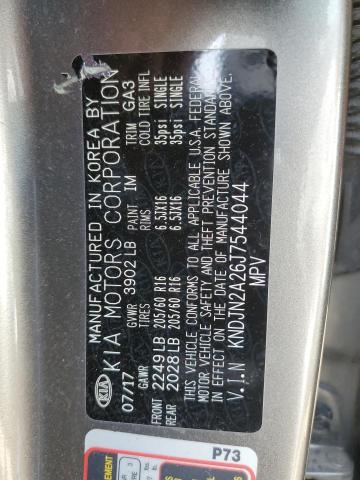 MANUFACTURED IN KOREA BY
KIA KIA MOTORS CORPORATION
07/17 GVWR 3902 LB PAINT 1M TRIM GA3
GAWR TIRES RIMS COLD TIRE INFL
FRONT 2249 LB 205/60 R16 6.5JX16 35psi SINGLE
REAR 2028 LB 205/60 R16 6.5JX16 35psi SINGLE
THIS VEHICLE CONFORMS TO ALL APPLICABLE U.S.A. FEDERAL
MOTOR VEHICLE SAFETY AND THEFT PREVENTION STANDARDS
IN EFFECT ON THE DATE OF MANUFACTURE SHOWN ABOVE.
V.I.N KNDJN2A26J7544044
MPV
P73